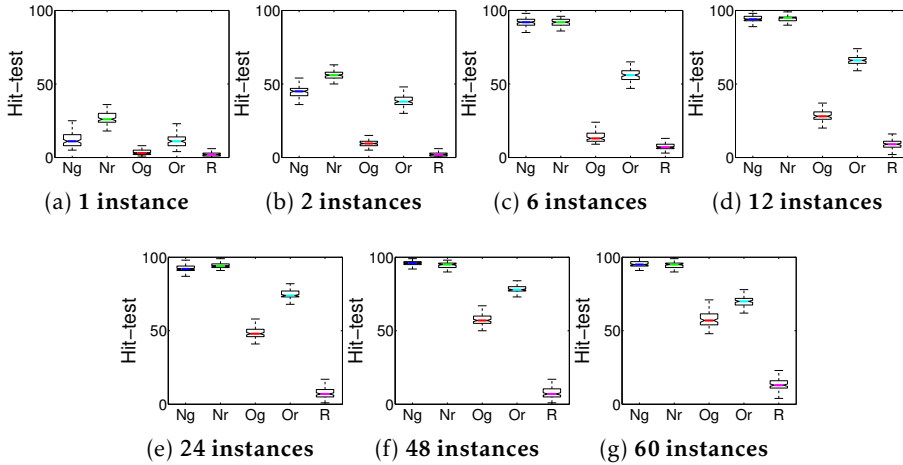 100
50
0
Hit−test
Ng Nr Og Or R
(a) 1 instance
100
50
0
Hit−test
Ng Nr Og Or R
(b) 2 instances
100
50
0
Hit−test
Ng Nr Og Or R
(c) 6 instances
100
50
0
Hit−test
Ng Nr Og Or R
(d) 12 instances
100
50
0
Hit−test
Ng Nr Og Or R
(e) 24 instances
100
50
0
Hit−test
Ng Nr Og Or R
(f) 48 instances
100
50
0
Hit−test
Ng Nr Og Or R
(g) 60 instances